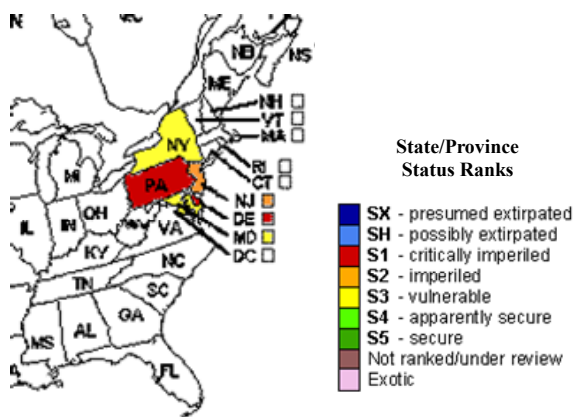 NB
NS
ME
NH
VT
MA
NY
MI
RI
CT
PA
NJ
OH
DE
IL
IN
MD
VA
DC
KY
NC
TN
SC
MS
AL
GA
FL
State/Province
Status Ranks
SX - presumed extirpated
SH - possibly extirpated
S1 - critically imperiled
S2 - imperiled
S3 - vulnerable
S4 - apparently secure
S5 - secure
Not ranked/under review
Exotic